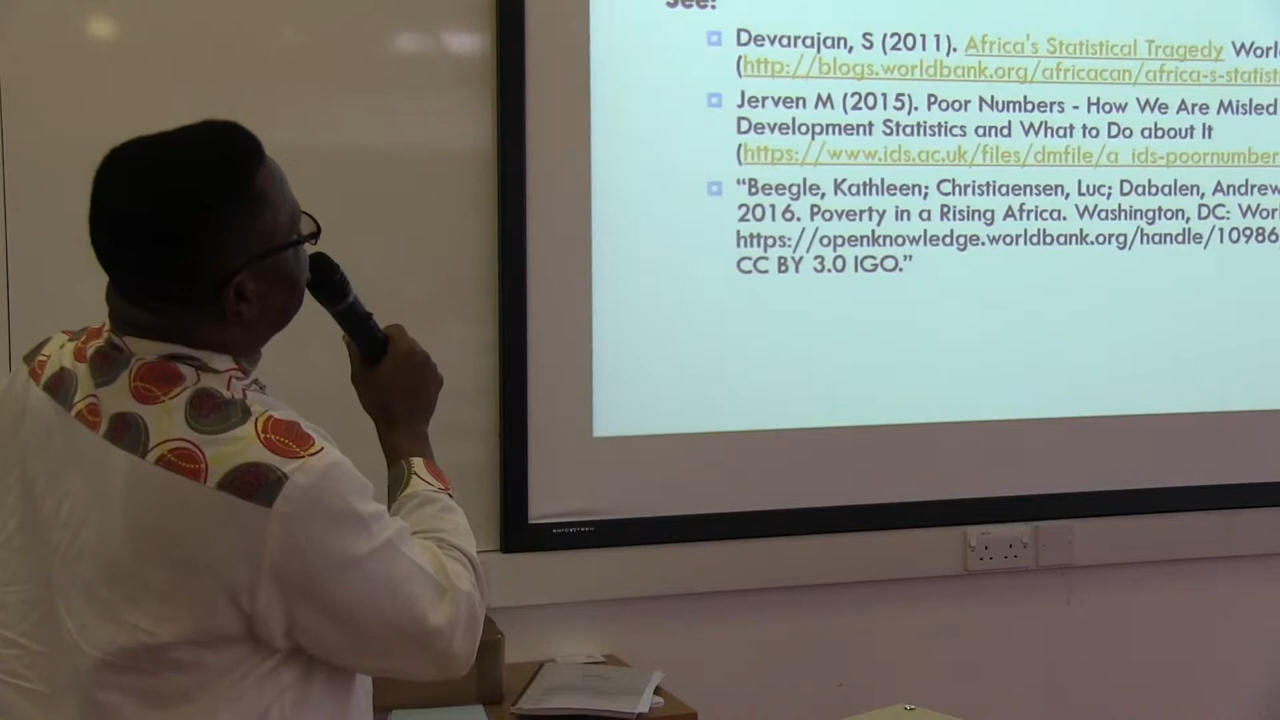 See:
Devarajan, S (2011). Africa's Statistical Tragedy Worl
(http://blogs.worldbank.org/africacan/africa-s-statist
Jerven M (2015). Poor Numbers - How We Are Misled
Development Statistics and What to Do about It
(https://www.ids.ac.uk/files/dmfile/a_ids-poornumber
“Beegle, Kathleen; Christiaensen, Luc; Dabalen, Andrew
2016. Poverty in a Rising Africa. Washington, DC: Worl
https://openknowledge.worldbank.org/handle/10986
CC BY 3.0 IGO.”